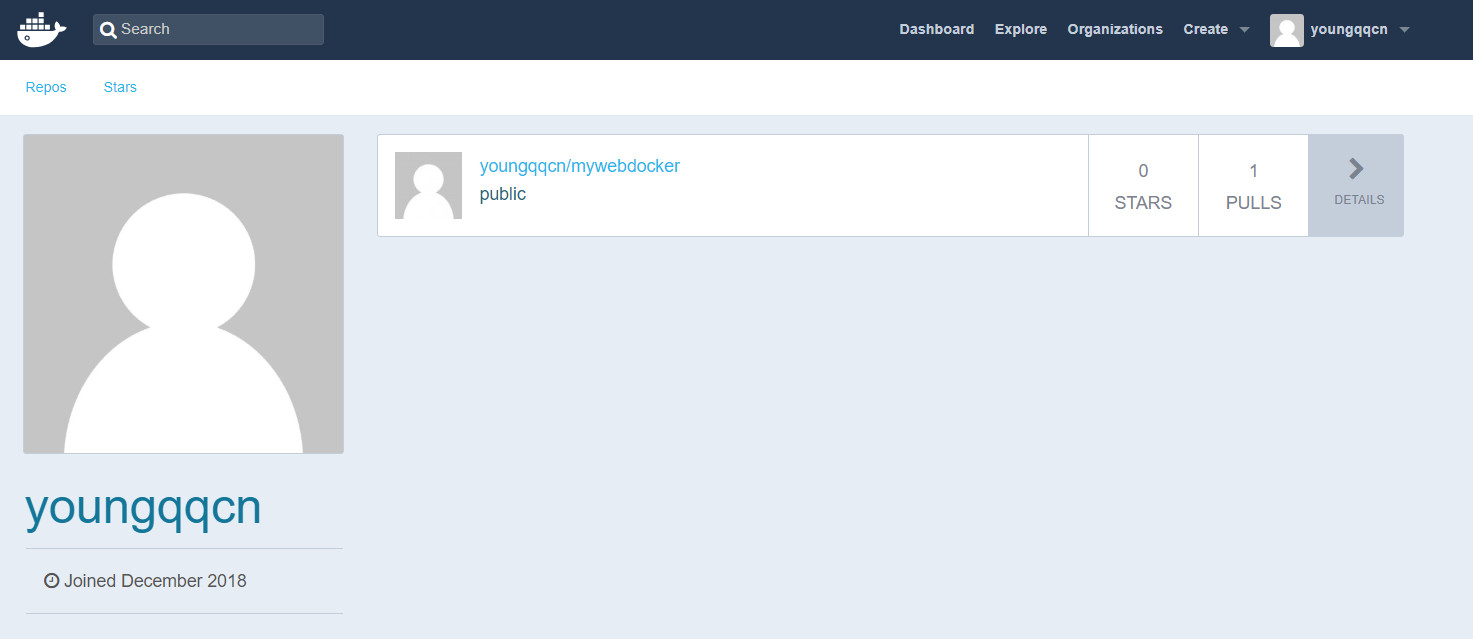 Search Dashboard Explore Organizations Create youngqqcn
Repos Stars
youngqqcn/mywebdocker
public
0
STARS
1
PULLS
DETAILS
youngqqcn
Joined December 2018